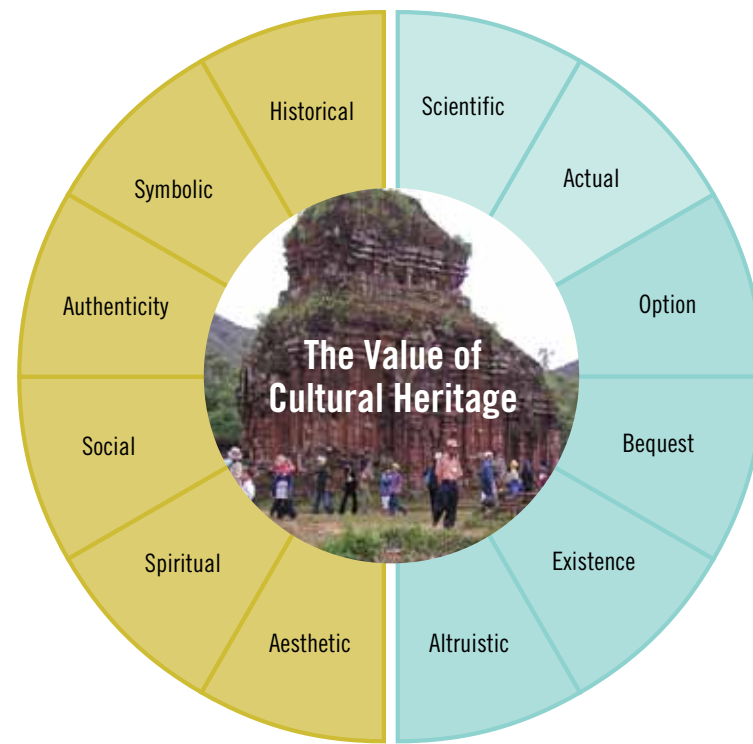 Historical
Scientific
Symbolic
Actual
Authenticity
Option
The Value of
Cultural Heritage
Social
Bequest
Spiritual
Existence
Aesthetic
Altruistic